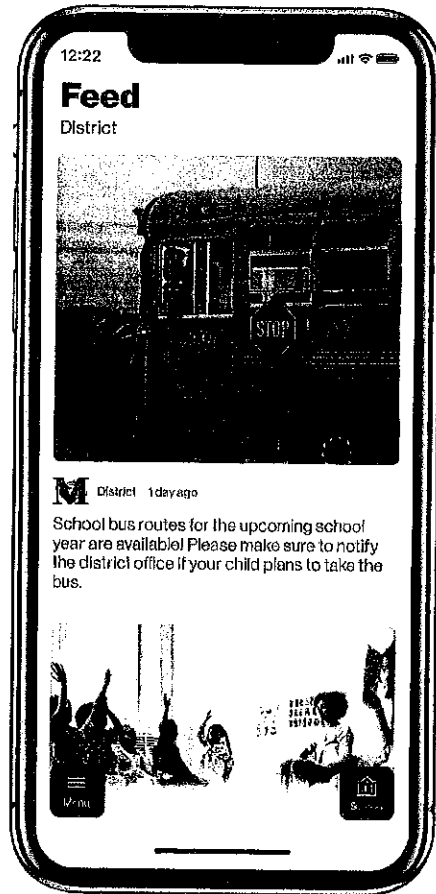 12:22
Feed
District
STOP
M District 1 day ago
School bus routes for the upcoming school
year are available! Please make sure to notify
the district office if your child plans to take the
bus.
Menu